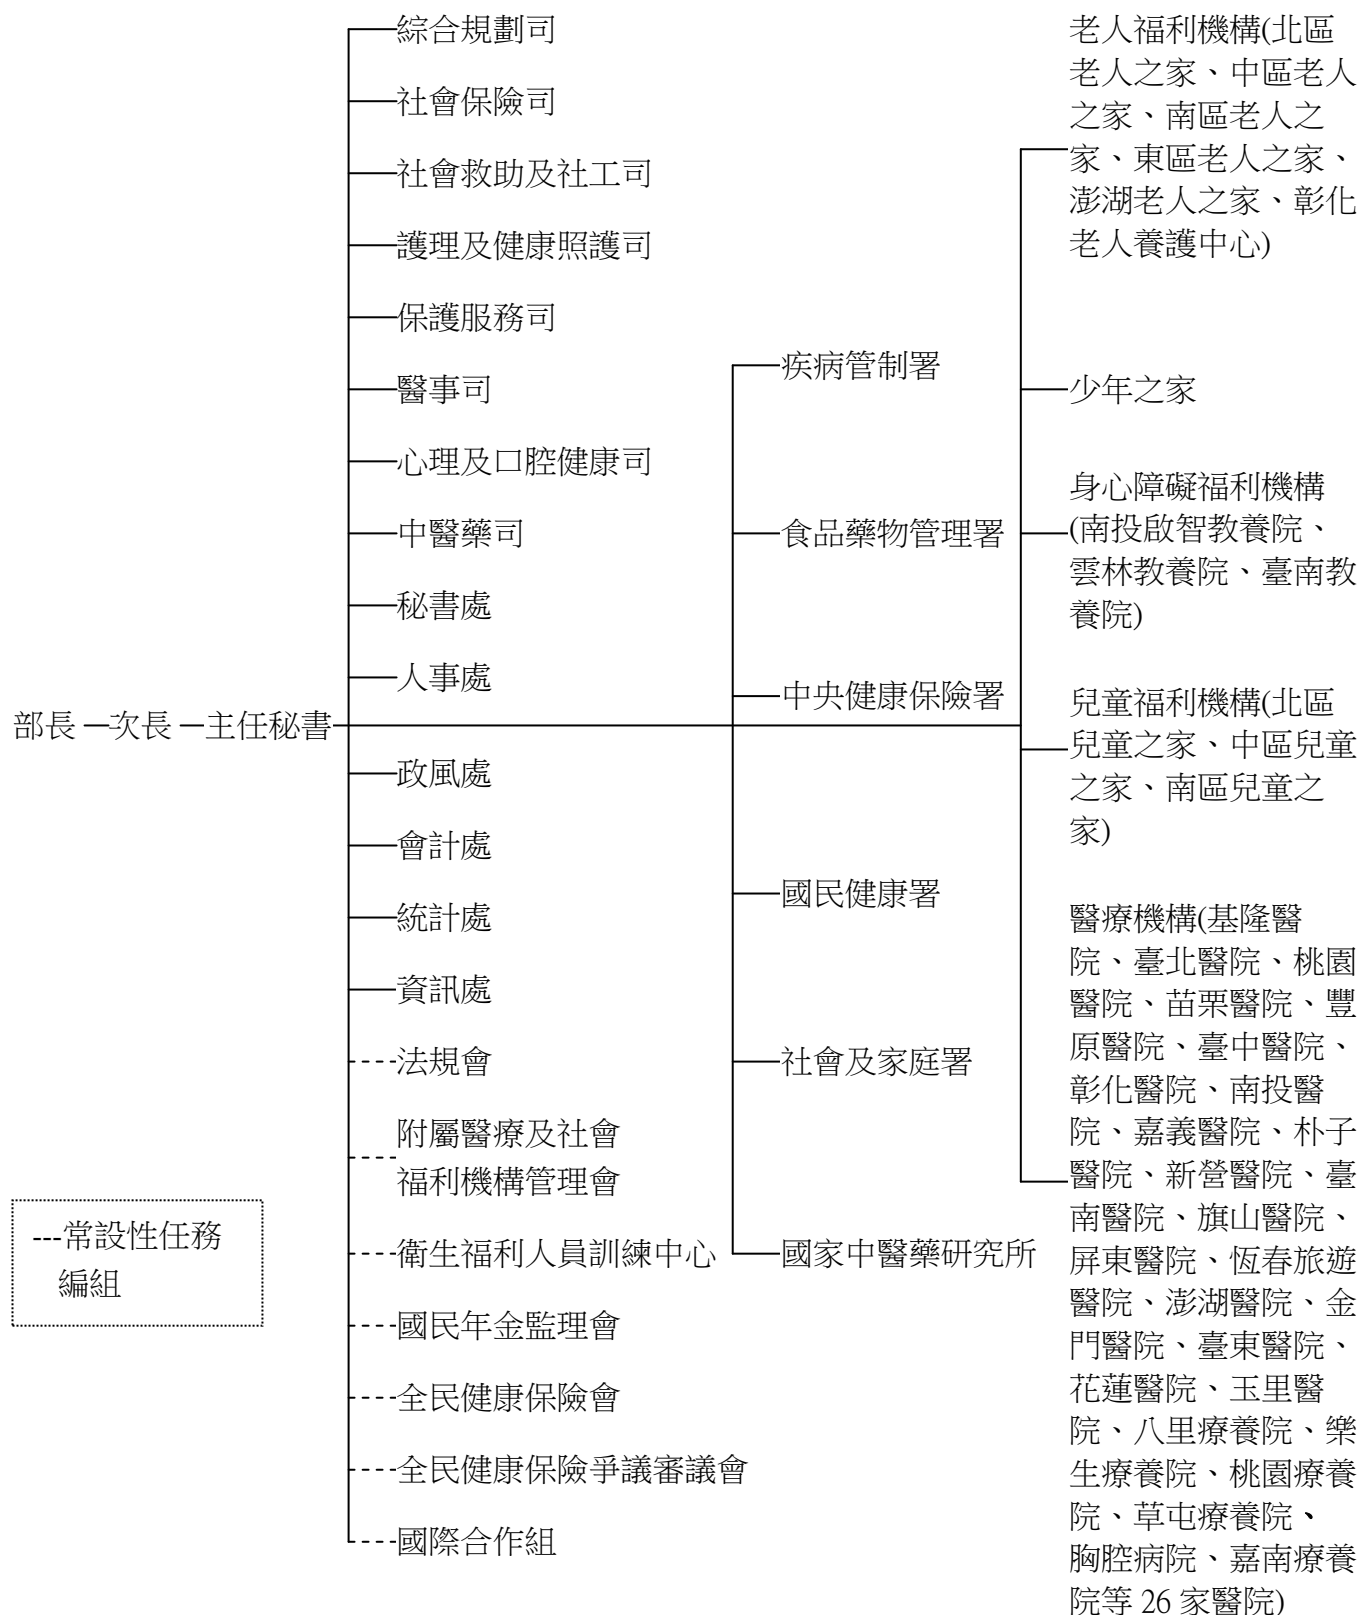 部長
次長
主任秘書
綜合規劃司
社會保險司
社會救助及社工司
護理及健康照護司
保護服務司
醫事司
心理及口腔健康司
中醫藥司
秘書處
人事處
政風處
會計處
統計處
資訊處
法規會
附屬醫療及社會
福利機構管理會
衛生福利人員訓練中心
國民年金監理會
全民健康保險會
全民健康保險爭議審議會
國際合作組
疾病管制署
食品藥物管理署
中央健康保險署
國民健康署
社會及家庭署
國家中醫藥研究所
老人福利機構(北區
老人之家、中區老人
之家、南區老人之
家、東區老人之家、
澎湖老人之家、彰化
老人養護中心)
少年之家
身心障礙福利機構
(南投啟智教養院、
雲林教養院、臺南教
養院)
兒童福利機構(北區
兒童之家、中區兒童
之家、南區兒童之
家)
醫療機構(基隆醫
院、臺北醫院、桃園
醫院、苗栗醫院、豐
原醫院、臺中醫院、
彰化醫院、南投醫
院、嘉義醫院、朴子
醫院、新營醫院、臺
南醫院、旗山醫院、
屏東醫院、恆春旅遊
醫院、澎湖醫院、金
門醫院、臺東醫院、
花蓮醫院、玉里醫
院、八里療養院、樂
生療養院、桃園療養
院、草屯療養院、
胸腔病院、嘉南療養
院等 26 家醫院)
---常設性任務
編組